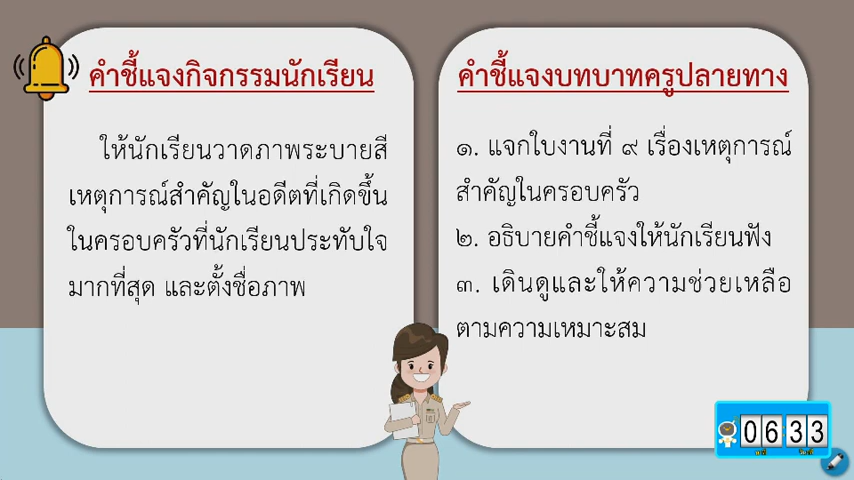 คำชี้แจงกิจกรรมนักเรียน
ให้นักเรียนวาดภาพระบายสี
เหตุการณ์สำคัญในอดีตที่เกิดขึ้น
ในครอบครัวที่นักเรียนประทับใจ
มากที่สุด และตั้งชื่อภาพ
คำชี้แจงบทบาทครูปลายทาง
๑. แจกใบงานที่ ๙ เรื่องเหตุการณ์
สำคัญในครอบครัว
๒. อธิบายคำชี้แจงให้นักเรียนฟัง
๓. เดินดูและให้ความช่วยเหลือ
ตามความเหมาะสม
06 33
นาที วินาที